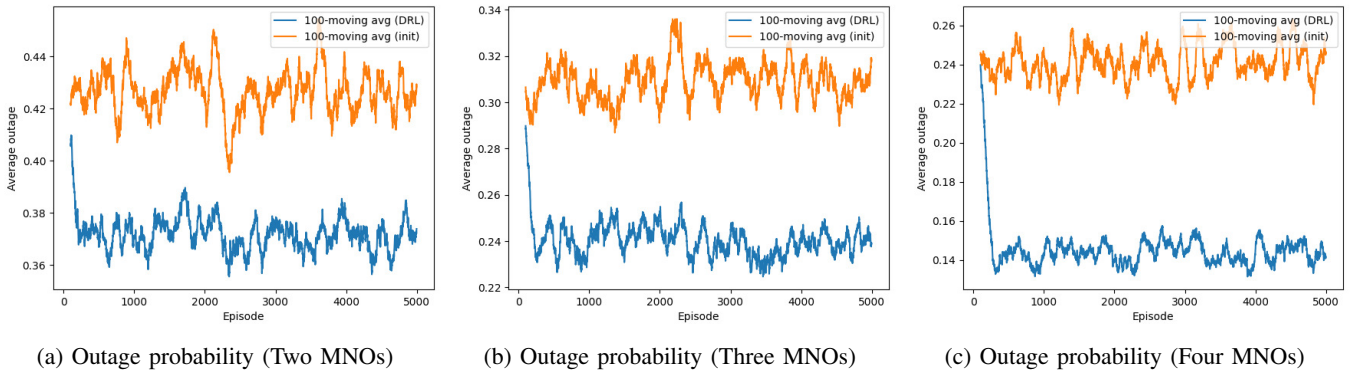 100-moving avg (DRL)
100-moving avg (init)
0.44
0.42
0.40
0.38
0.36
Average outage
0
1000
2000
3000
4000
5000
Episode
(a) Outage probability (Two MNOs)
100-moving avg (DRL)
100-moving avg (init)
0.34
0.32
0.30
0.28
0.26
0.24
0.22
Average outage
0
1000
2000
3000
4000
5000
Episode
(b) Outage probability (Three MNOs)
100-moving avg (DRL)
100-moving avg (init)
0.26
0.24
0.22
0.20
0.18
0.16
0.14
Average outage
0
1000
2000
3000
4000
5000
Episode
(c) Outage probability (Four MNOs)